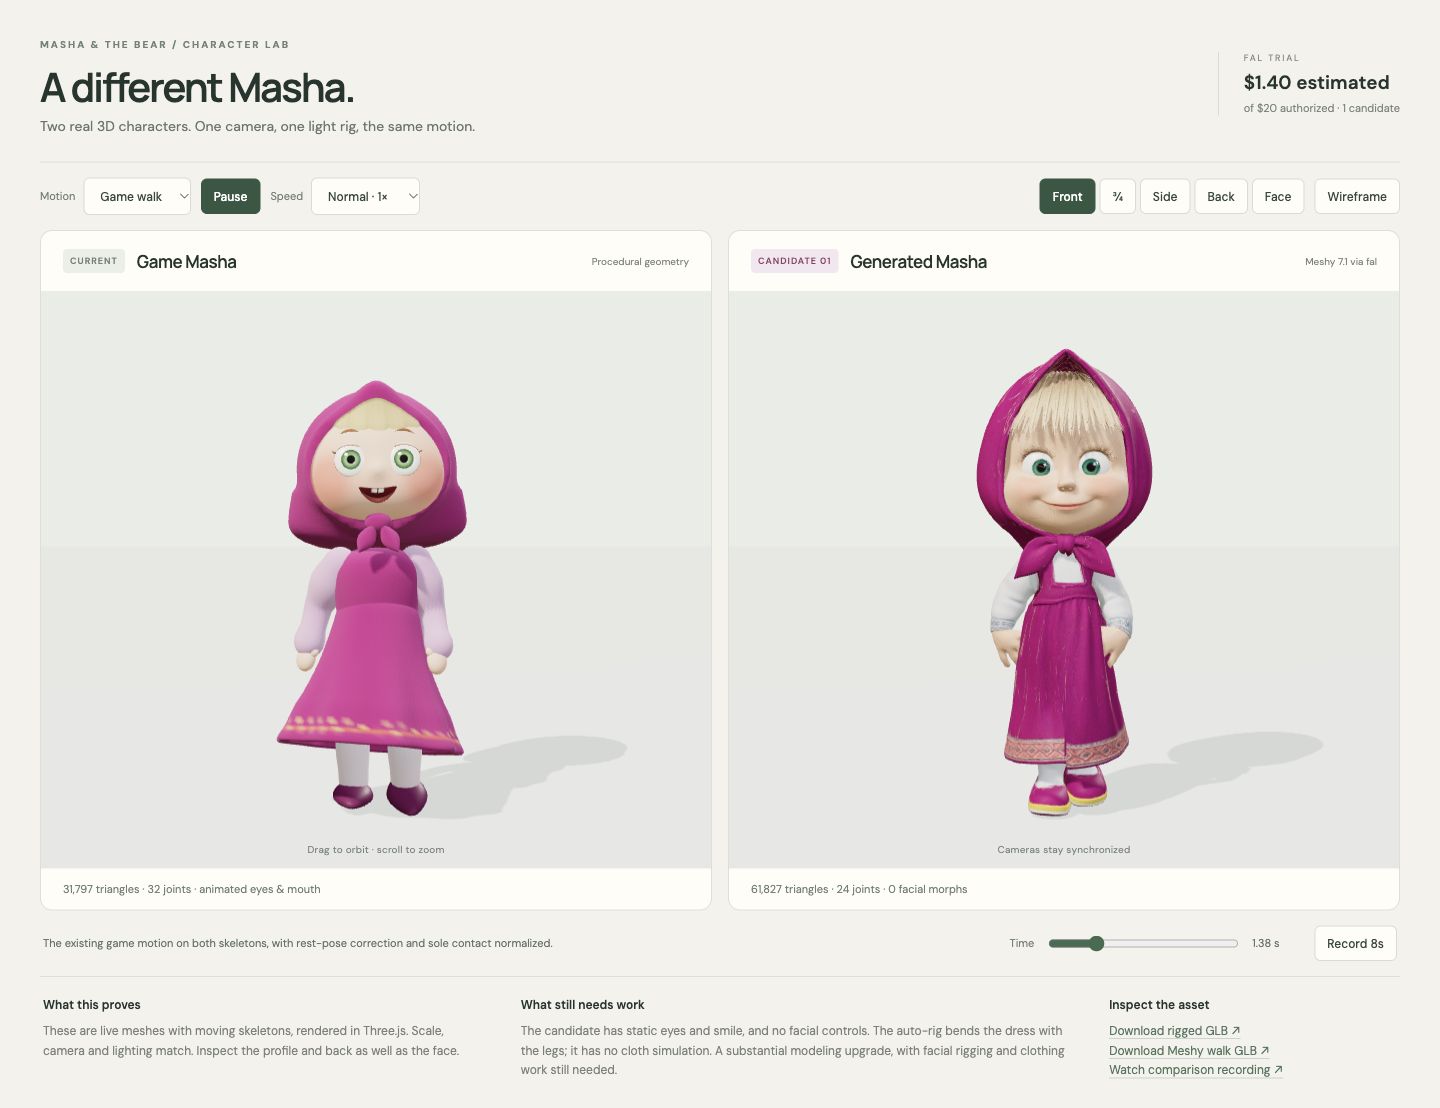 MASHA & THE BEAR / CHARACTER LAB
A different Masha.
Two real 3D characters. One camera, one light rig, the same motion.
FAL TRIAL
$1.40 estimated
of $20 authorized · 1 candidate
Motion
Game walk
Pause
Speed
Normal · 1×
Front
¾
Side
Back
Face
Wireframe
CURRENT
Game Masha
Procedural geometry
CANDIDATE 01
Generated Masha
Meshy 7.1 via fal
Drag to orbit · scroll to zoom
Cameras stay synchronized
31,797 triangles · 32 joints · animated eyes & mouth
61,827 triangles · 24 joints · 0 facial morphs
The existing game motion on both skeletons, with rest-pose correction and sole contact normalized.
Time
1.38 s
Record 8s
What this proves
These are live meshes with moving skeletons, rendered in Three.js. Scale,
camera and lighting match. Inspect the profile and back as well as the face.
What still needs work
The candidate has static eyes and smile, and no facial controls. The auto-rig bends the dress with
the legs; it has no cloth simulation. A substantial modeling upgrade, with facial rigging and clothing
work still needed.
Inspect the asset
Download rigged GLB ↗
Download Meshy walk GLB ↗
Watch comparison recording ↗